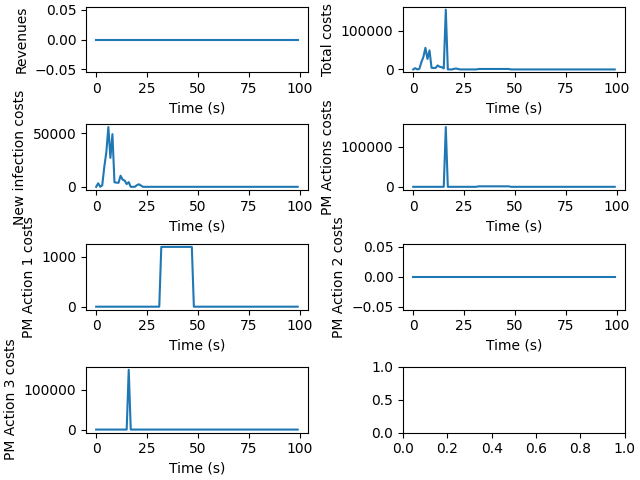 Revenues
0.05
0.00
−0.05
0 25 50 75 100
Time (s)
Total costs
100000
0
0 25 50 75 100
Time (s)
New infection costs
50000
0
0 25 50 75 100
Time (s)
PM Actions costs
100000
0
0 25 50 75 100
Time (s)
PM Action 1 costs
1000
0
0 25 50 75 100
Time (s)
PM Action 2 costs
0.05
0.00
−0.05
0 25 50 75 100
Time (s)
PM Action 3 costs
100000
0
0 25 50 75 100
Time (s)
1.0
0.5
0.0
0.0 0.2 0.4 0.6 0.8 1.0